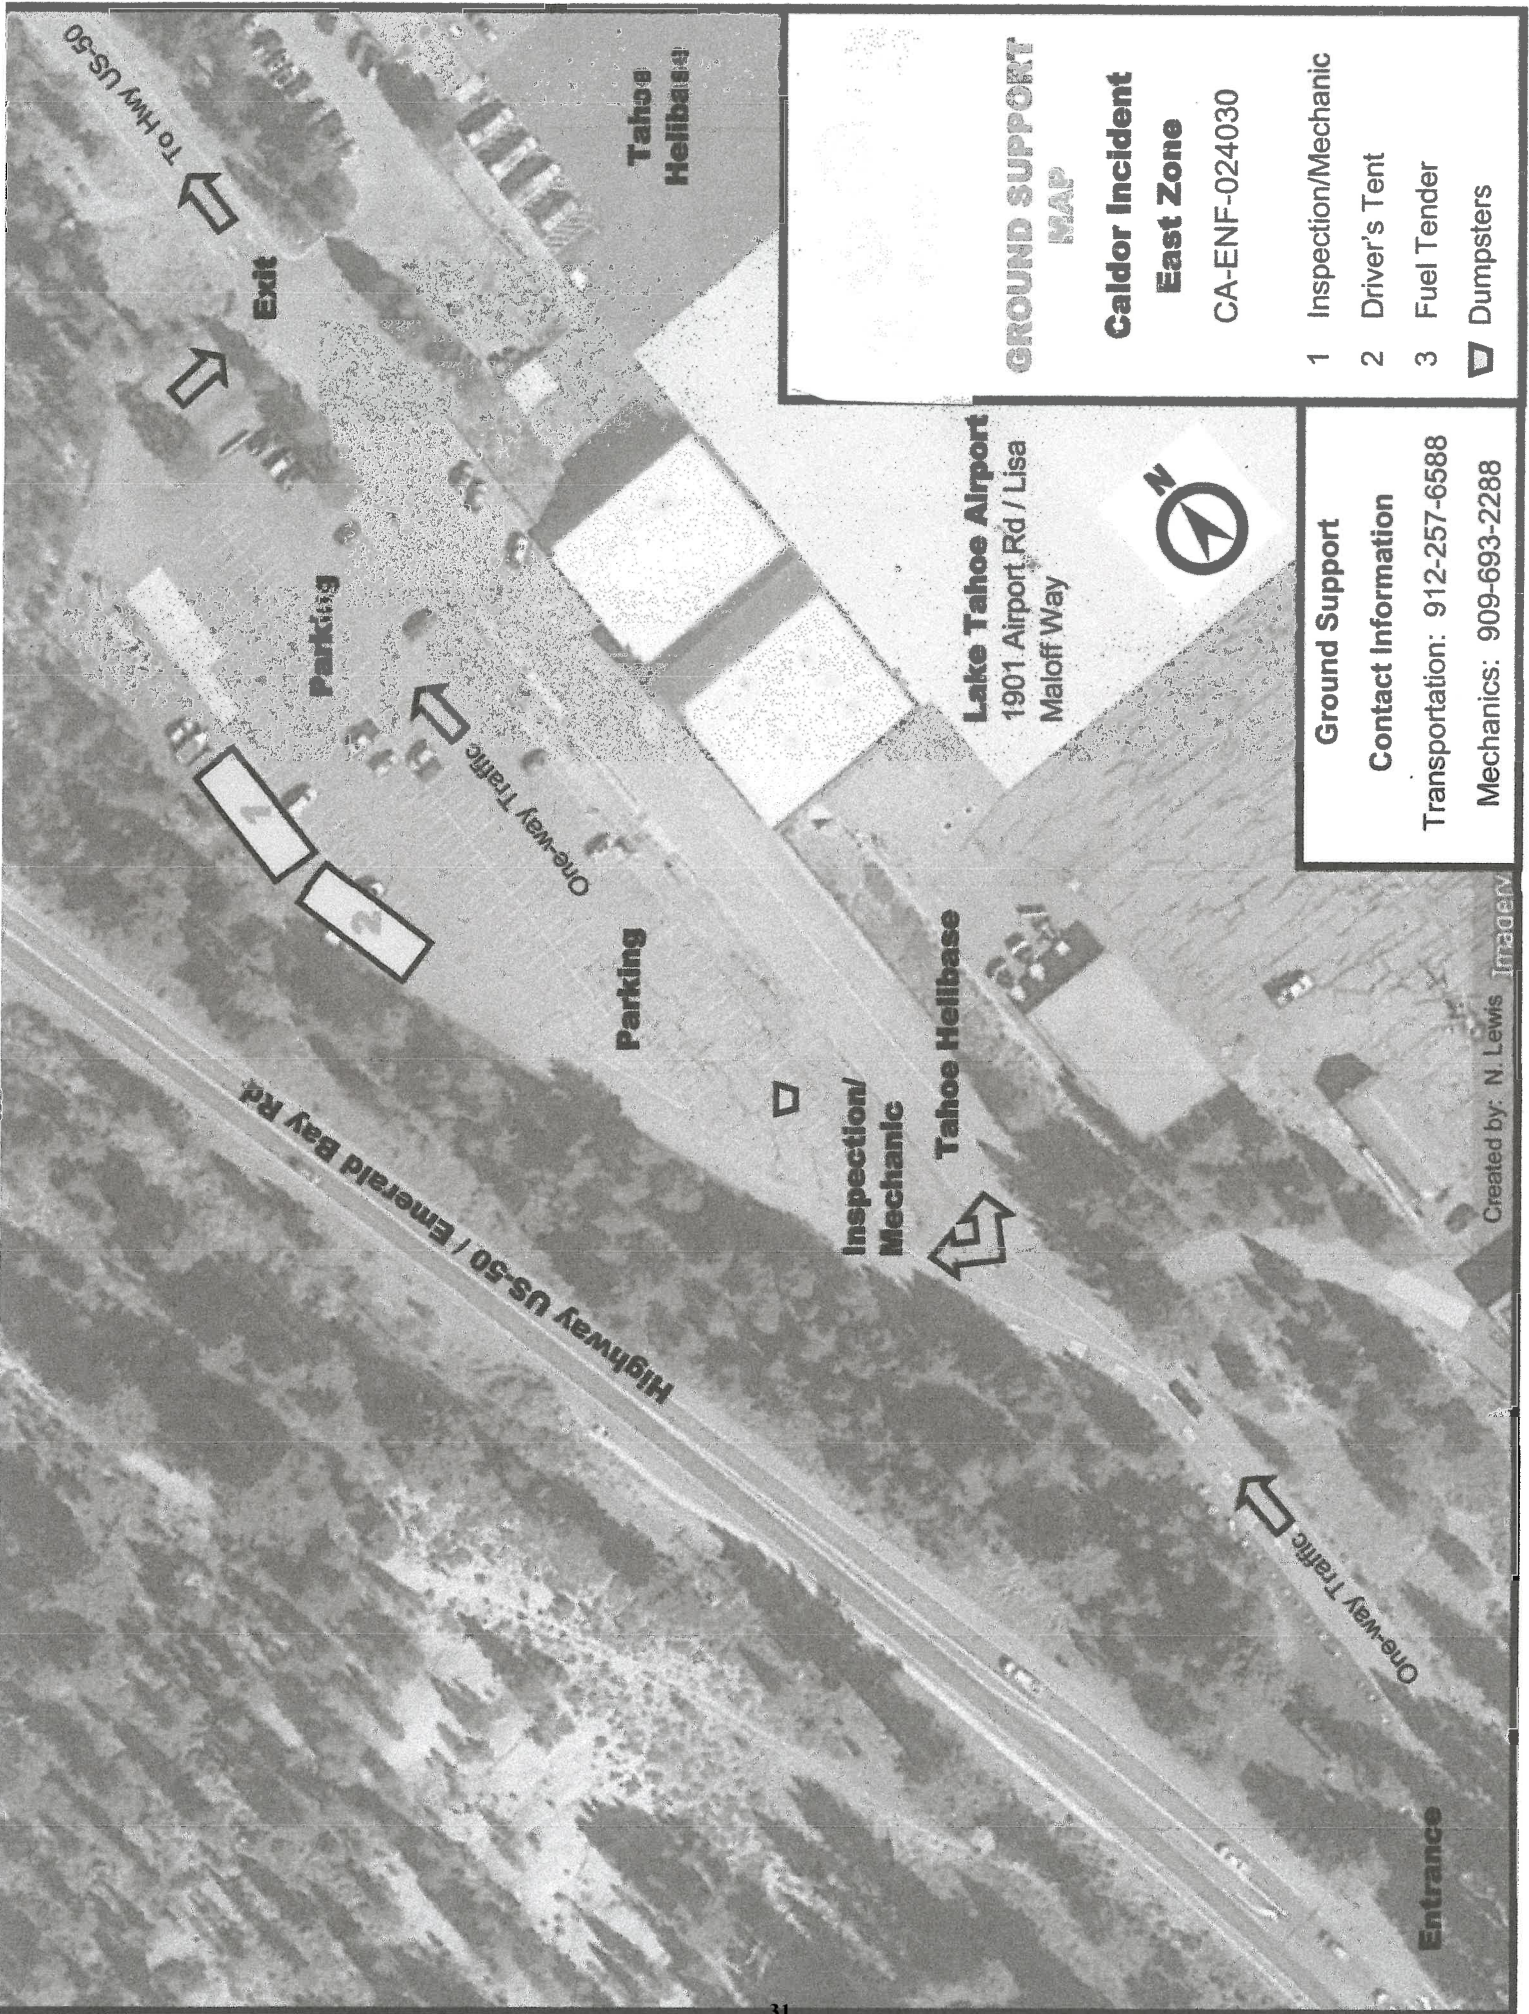 To Hwy US-50
Exit
Tahoe
Helibase
Parking
1
2
One-way Traffic
Parking
Highway US-50 / Emerald Bay Rd
Inspection/
Mechanic
Tahoe Helibase
One-way Traffic
Entrance
Lake Tahoe Airport
1901 Airport Rd / Lisa
Maloff Way
N
GROUND SUPPORT
MAP
Caldor Incident
East Zone
CA-ENF-024030
1 Inspection/Mechanic
2 Driver's Tent
3 Fuel Tender
Dumpsters
Ground Support
Contact Information
Transportation: 912-257-6588
Mechanics: 909-693-2288
Created by: N. Lewis
Imagery
31